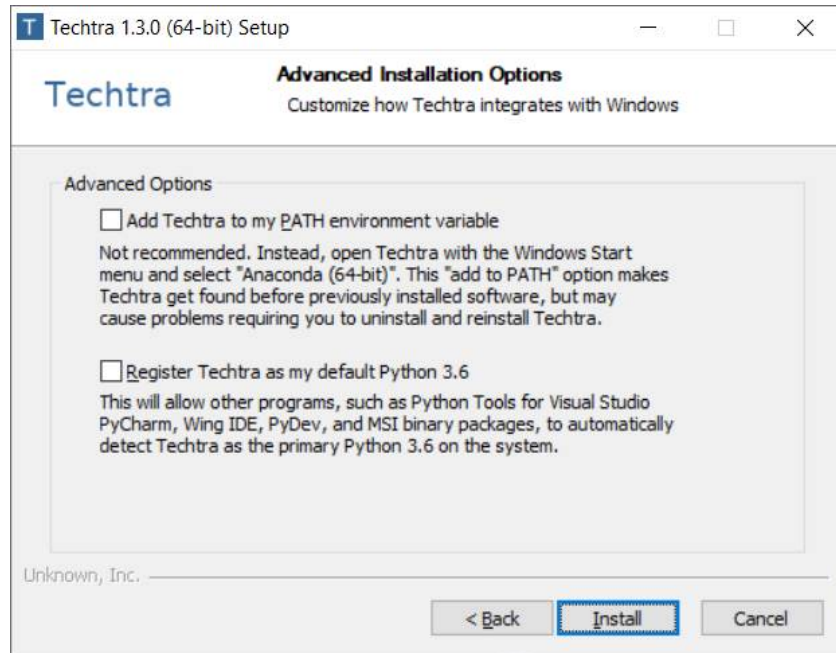 T Techtra 1.3.0 (64-bit) Setup
Techtra
Advanced Installation Options
Customize how Techtra integrates with Windows
Advanced Options
Add Techtra to my PATH environment variable
Not recommended. Instead, open Techtra with the Windows Start
menu and select "Anaconda (64-bit)". This "add to PATH" option makes
Techtra get found before previously installed software, but may
cause problems requiring you to uninstall and reinstall Techtra.
Register Techtra as my default Python 3.6
This will allow other programs, such as Python Tools for Visual Studio
PyCharm, Wing IDE, PyDev, and MSI binary packages, to automatically
detect Techtra as the primary Python 3.6 on the system.
Unknown, Inc.
< Back
Install
Cancel